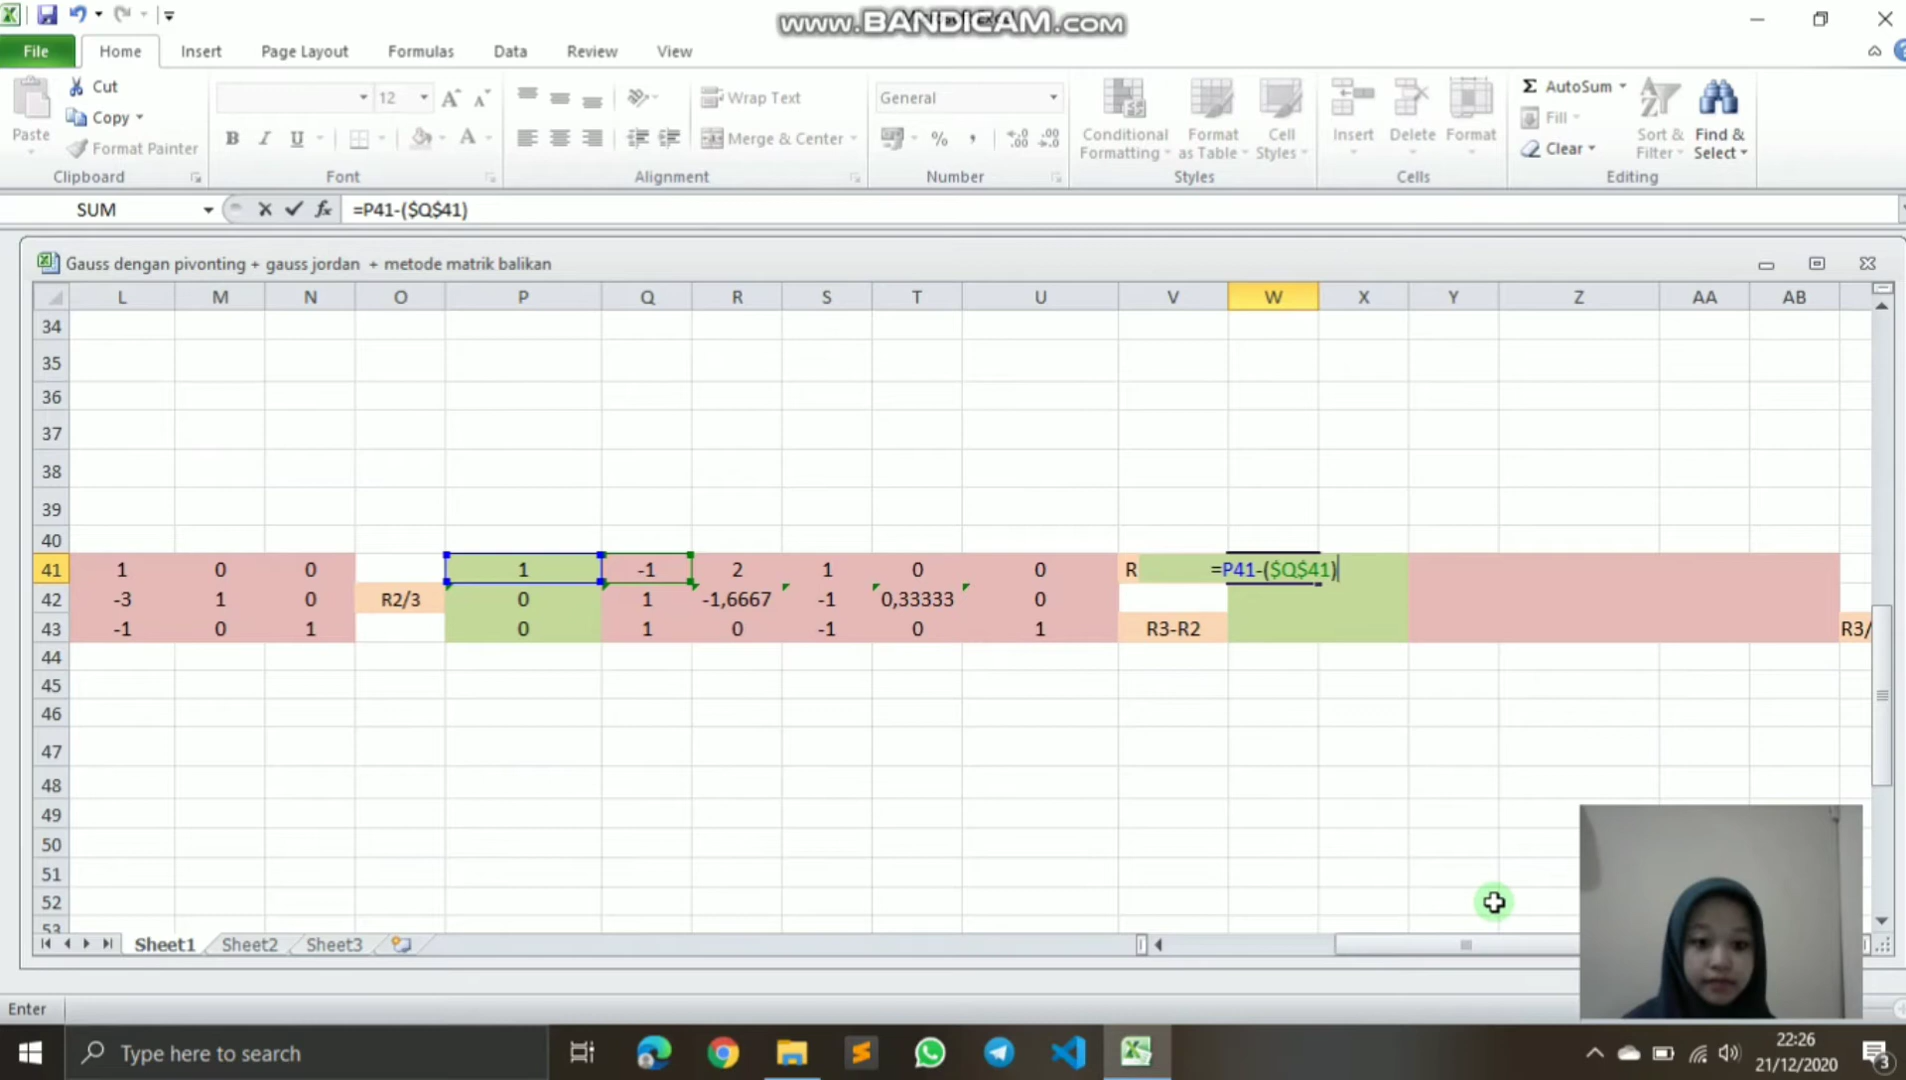 www.BANDICAM.com
File Home Insert Page Layout Formulas Data Review View
Cut
Copy
Format Painter
Paste
Clipboard
12
B I U
Font
Wrap Text
Merge & Center
Alignment
General
%
Number
Conditional Formatting
Format as Table
Cell Styles
Styles
Insert
Delete
Format
Cells
Σ AutoSum
Fill
Clear
Sort & Filter
Find & Select
Editing
SUM fx =P41-($Q$41)
Gauss dengan pivonting + gauss jordan + metode matrik balikan
L M N O P Q R S T U V W X Y Z AA AB
34
35
36
37
38
39
40
41 1 0 0 1 -1 2 1 0 0 R =P41-($Q$41)
42 -3 1 0 R2/3 0 1 -1,6667 -1 0,33333 0
43 -1 0 1 0 1 0 -1 0 1 R3-R2 R3/
44
45
46
47
48
49
50
51
52
53
Sheet1 Sheet2 Sheet3
Enter
Type here to search
22:26
21/12/2020
3